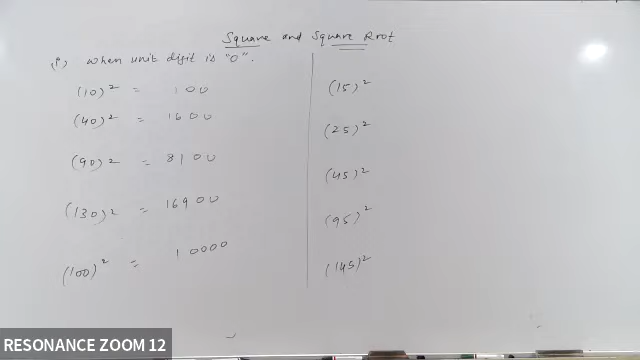 Square and Square Rrot
(i) when unit digit is "0".
(10)² = 100
(40)² = 1600
(90)² = 8100
(130)² = 16900
(100)² = 10000
(15)²
(25)²
(45)²
(95)²
(145)²
RESONANCE ZOOM 12